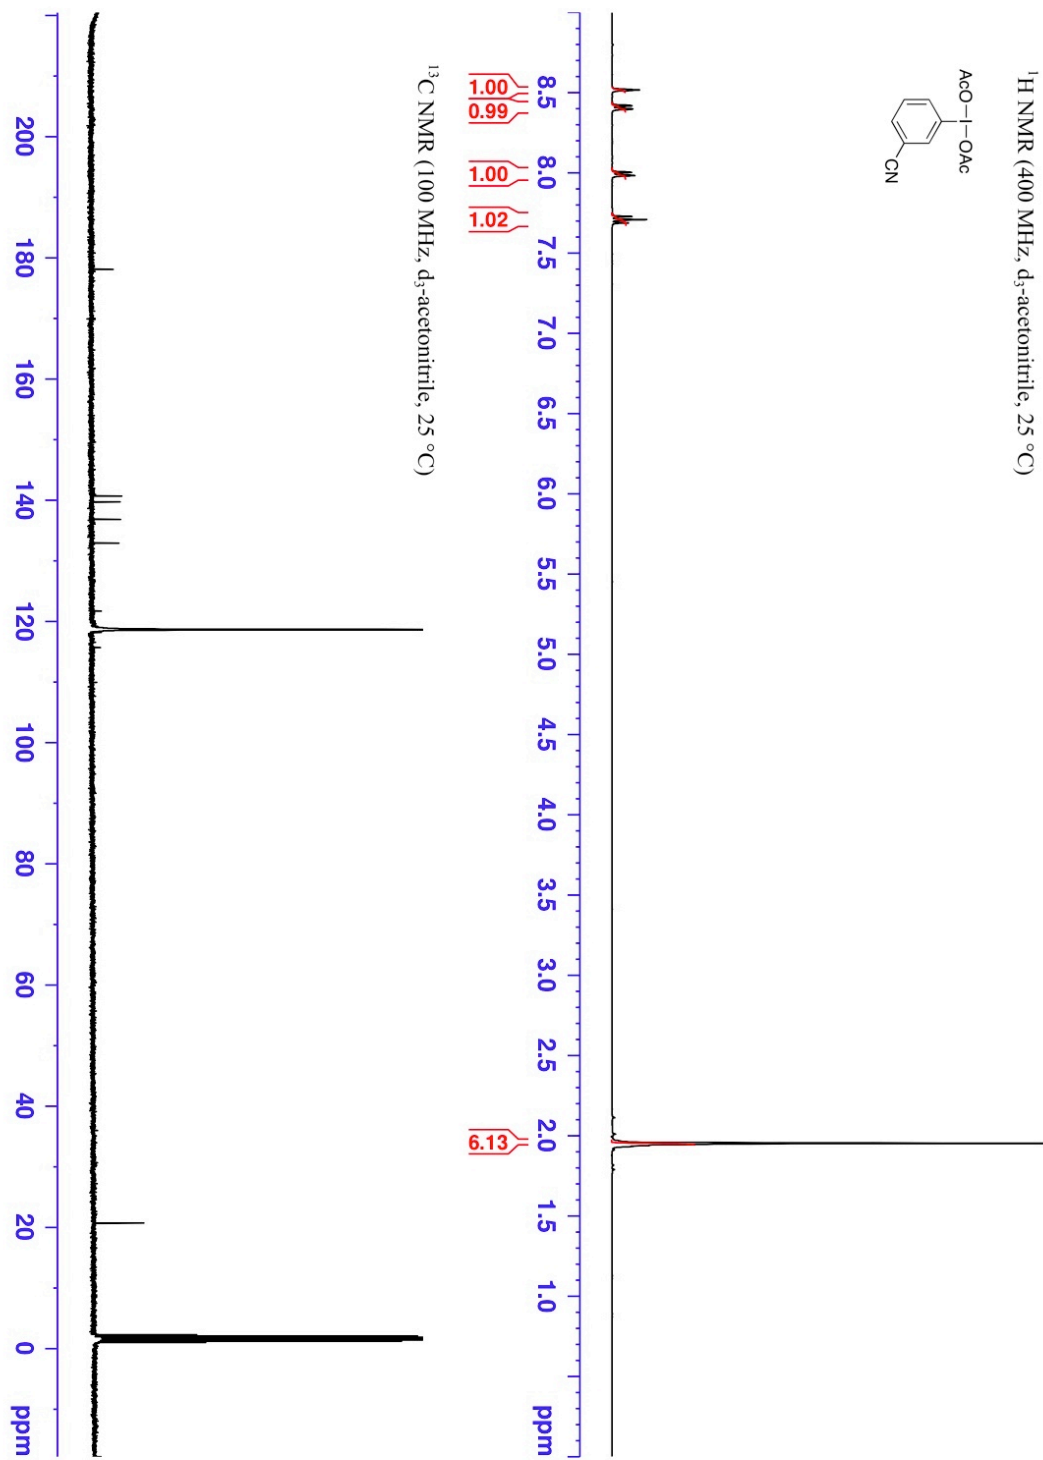 ¹H NMR (400 MHz, d₃-acetonitrile, 25 °C)
AcO–I–OAc
CN
8.5 8.0 7.5 7.0 6.5 6.0 5.5 5.0 4.5 4.0 3.5 3.0 2.5 2.0 1.5 1.0 ppm
1.00
0.99
1.00
1.02
6.13
¹³C NMR (100 MHz, d₃-acetonitrile, 25 °C)
200 180 160 140 120 100 80 60 40 20 0 ppm